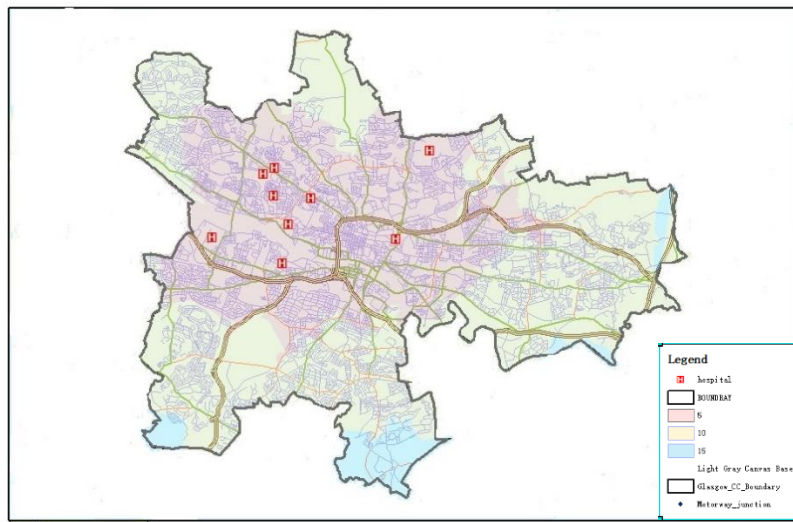 Legend
H hospital
BOUNDRAY
5
10
15
Light Gray Canvas Base
Glasgow_CC_Boundary
Motorway_junction
H
H
H
H
H
H
H
H
H